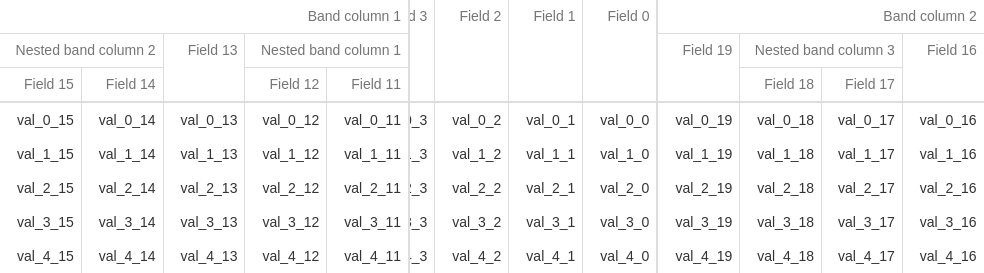 Band column 1 d 3 Field 2 Field 1 Field 0 Band column 2
Nested band column 2 Field 13 Nested band column 1 Field 19 Nested band column 3 Field 16
Field 15 Field 14 Field 12 Field 11 Field 18 Field 17
val_0_15 val_0_14 val_0_13 val_0_12 val_0_11 _3 val_0_2 val_0_1 val_0_0 val_0_19 val_0_18 val_0_17 val_0_16
val_1_15 val_1_14 val_1_13 val_1_12 val_1_11 _3 val_1_2 val_1_1 val_1_0 val_1_19 val_1_18 val_1_17 val_1_16
val_2_15 val_2_14 val_2_13 val_2_12 val_2_11 _3 val_2_2 val_2_1 val_2_0 val_2_19 val_2_18 val_2_17 val_2_16
val_3_15 val_3_14 val_3_13 val_3_12 val_3_11 _3 val_3_2 val_3_1 val_3_0 val_3_19 val_3_18 val_3_17 val_3_16
val_4_15 val_4_14 val_4_13 val_4_12 val_4_11 _3 val_4_2 val_4_1 val_4_0 val_4_19 val_4_18 val_4_17 val_4_16